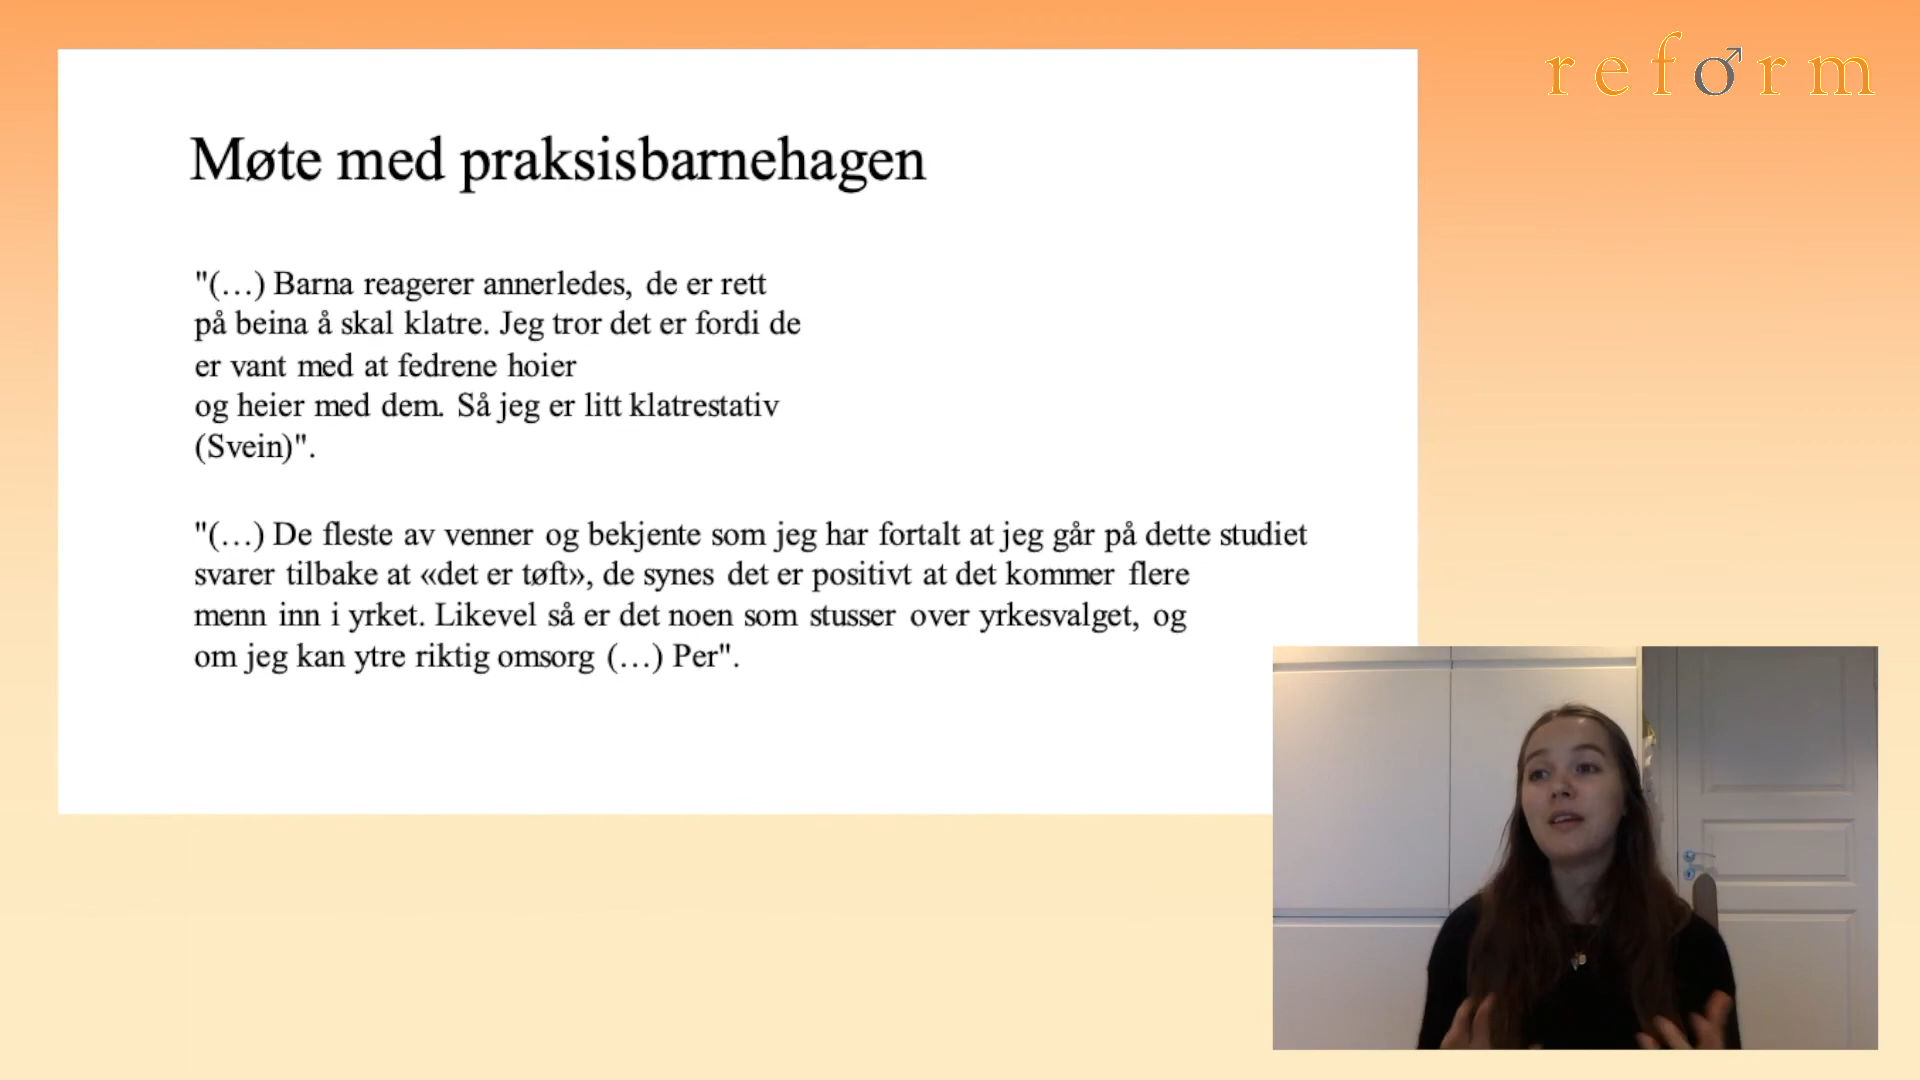 reform
Møte med praksisbarnehagen
"(…) Barna reagerer annerledes, de er rett
på beina å skal klatre. Jeg tror det er fordi de
er vant med at fedrene hoier
og heier med dem. Så jeg er litt klatrestativ
(Svein)".
"(…) De fleste av venner og bekjente som jeg har fortalt at jeg går på dette studiet
svarer tilbake at «det er tøft», de synes det er positivt at det kommer flere
menn inn i yrket. Likevel så er det noen som stusser over yrkesvalget, og
om jeg kan ytre riktig omsorg (…) Per".